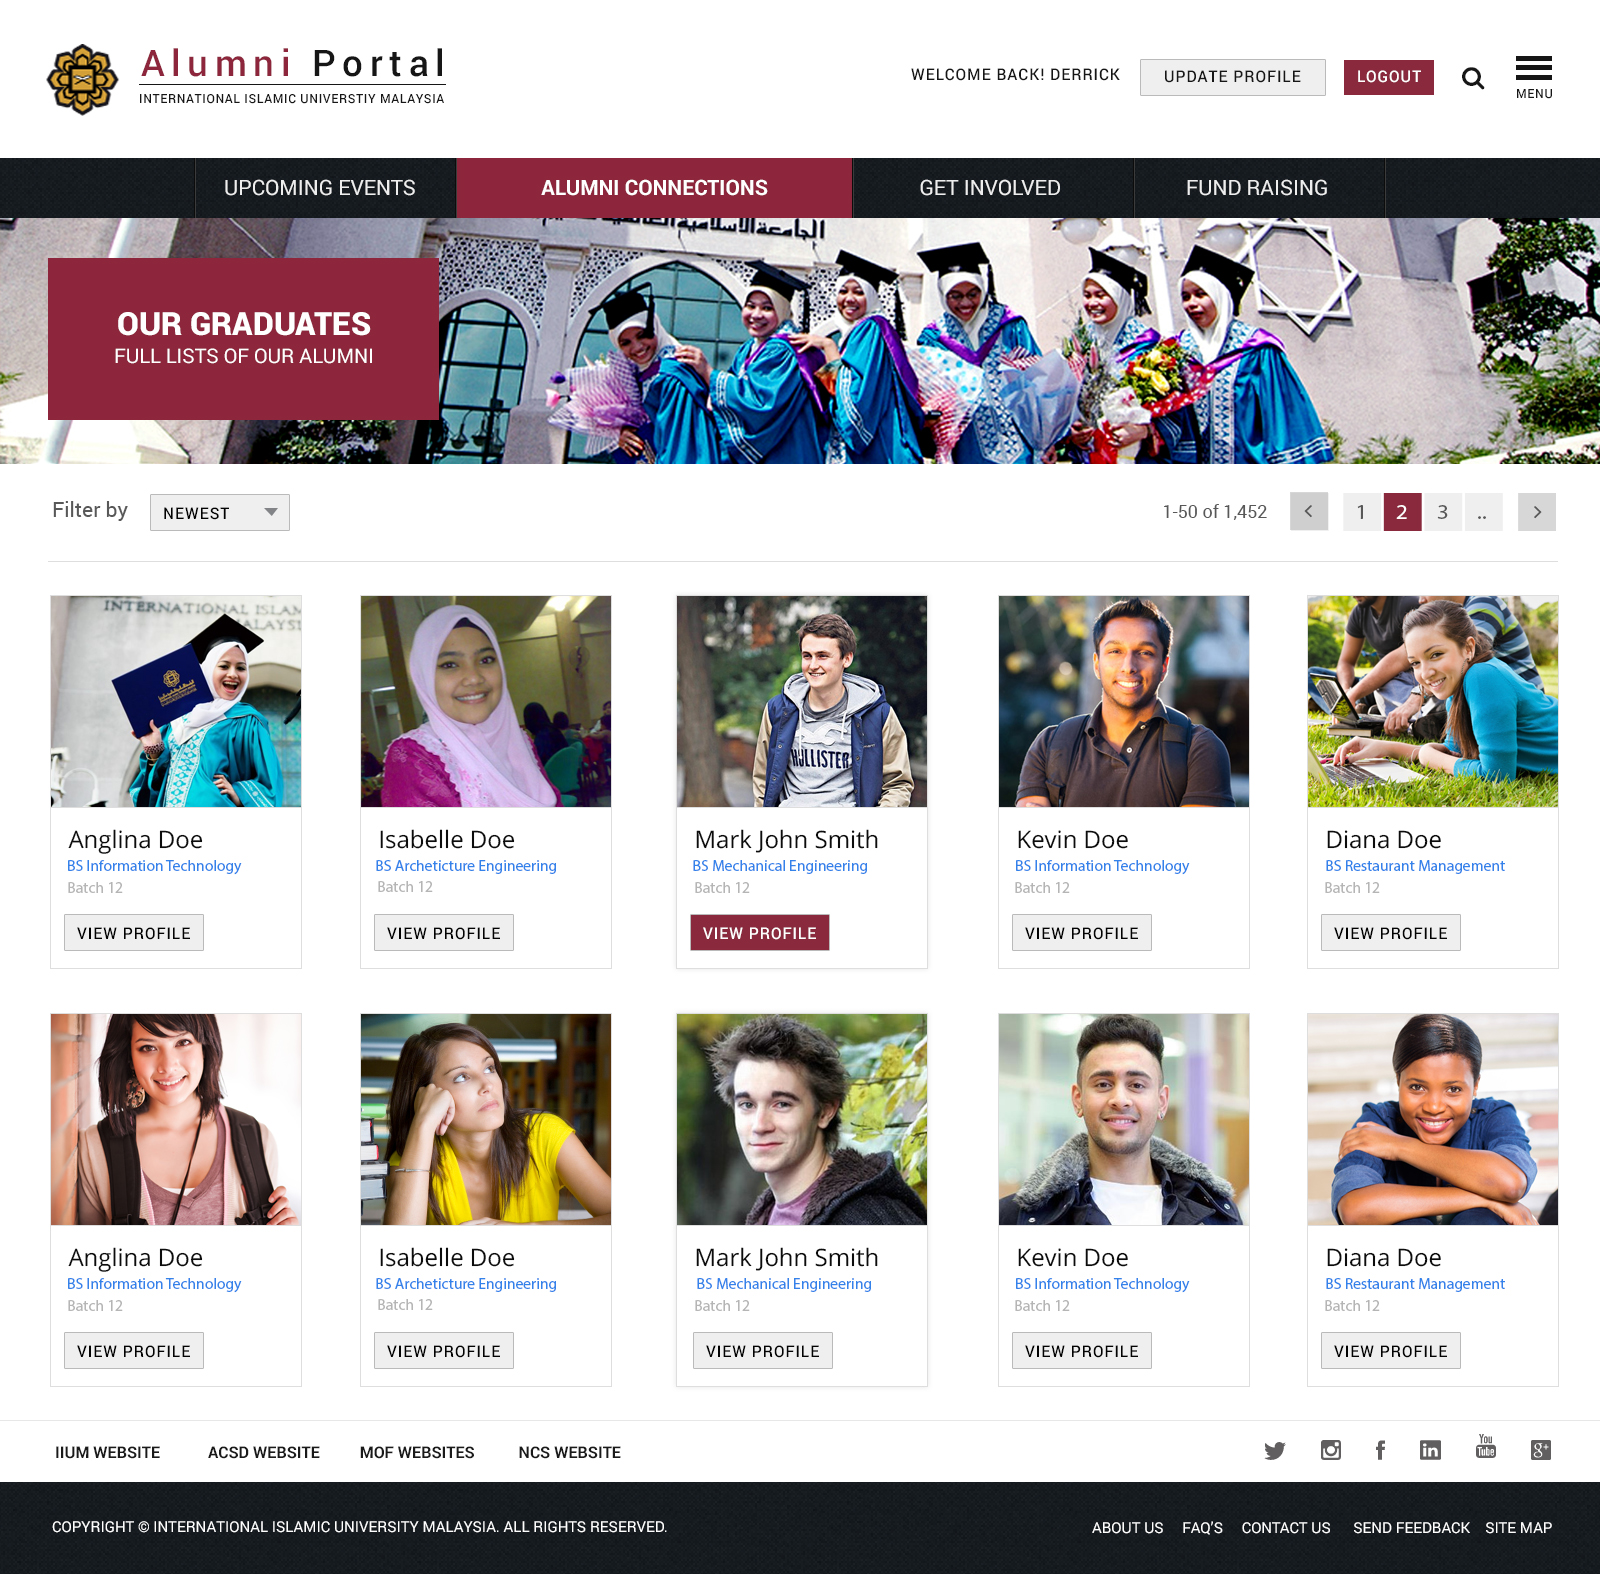 Alumni Portal
INTERNATIONAL ISLAMIC UNIVERSTIY MALAYSIA
WELCOME BACK! DERRICK
UPDATE PROFILE
LOGOUT
MENU
UPCOMING EVENTS
ALUMNI CONNECTIONS
GET INVOLVED
FUND RAISING
OUR GRADUATES
FULL LISTS OF OUR ALUMNI
Filter by
NEWEST
1-50 of 1,452
< 1 2 3 .. >
INTERNATIONAL ISLAM
HOLLISTER
Anglina Doe
BS Information Technology
Batch 12
VIEW PROFILE
Isabelle Doe
BS Archeticture Engineering
Batch 12
VIEW PROFILE
Mark John Smith
BS Mechanical Engineering
Batch 12
VIEW PROFILE
Kevin Doe
BS Information Technology
Batch 12
VIEW PROFILE
Diana Doe
BS Restaurant Management
Batch 12
VIEW PROFILE
Anglina Doe
BS Information Technology
Batch 12
VIEW PROFILE
Isabelle Doe
BS Archeticture Engineering
Batch 12
VIEW PROFILE
Mark John Smith
BS Mechanical Engineering
Batch 12
VIEW PROFILE
Kevin Doe
BS Information Technology
Batch 12
VIEW PROFILE
Diana Doe
BS Restaurant Management
Batch 12
VIEW PROFILE
IIUM WEBSITE
ACSD WEBSITE
MOF WEBSITES
NCS WEBSITE
You
Tube
COPYRIGHT © INTERNATIONAL ISLAMIC UNIVERSITY MALAYSIA. ALL RIGHTS RESERVED.
ABOUT US
FAQ'S
CONTACT US
SEND FEEDBACK
SITE MAP